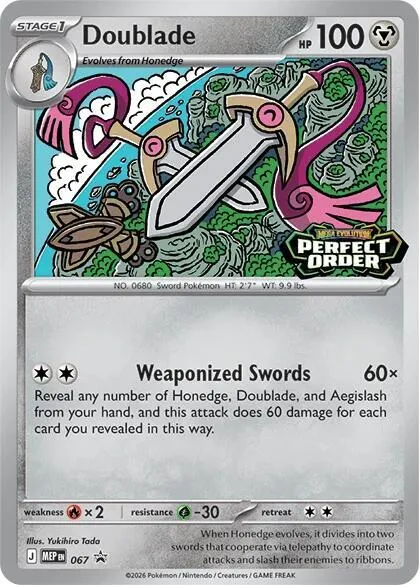 STAGE 1
Doublade
HP 100
Evolves from Honedge
MEGA EVOLUTION
PERFECT
ORDER
NO. 0680 Sword Pokémon HT: 2'7" WT: 9.9 lbs.
Weaponized Swords 60×
Reveal any number of Honedge, Doublade, and Aegislash
from your hand, and this attack does 60 damage for each
card you revealed in this way.
weakness × 2 resistance -30 retreat
Illus. Yukihiro Tada
J MEP EN 067
When Honedge evolves, it divides into two
swords that cooperate via telepathy to coordinate
attacks and slash their enemies to ribbons.
©2026 Pokémon / Nintendo / Creatures / GAME FREAK